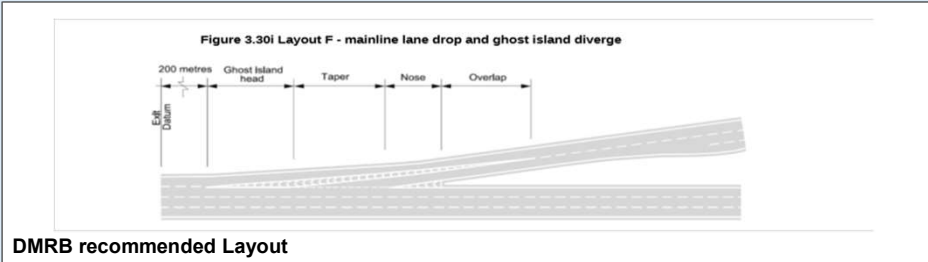 Figure 3.30i Layout F - mainline lane drop and ghost island diverge
200 metres Ghost Island head Taper Nose Overlap
Exit Datum
DMRB recommended Layout